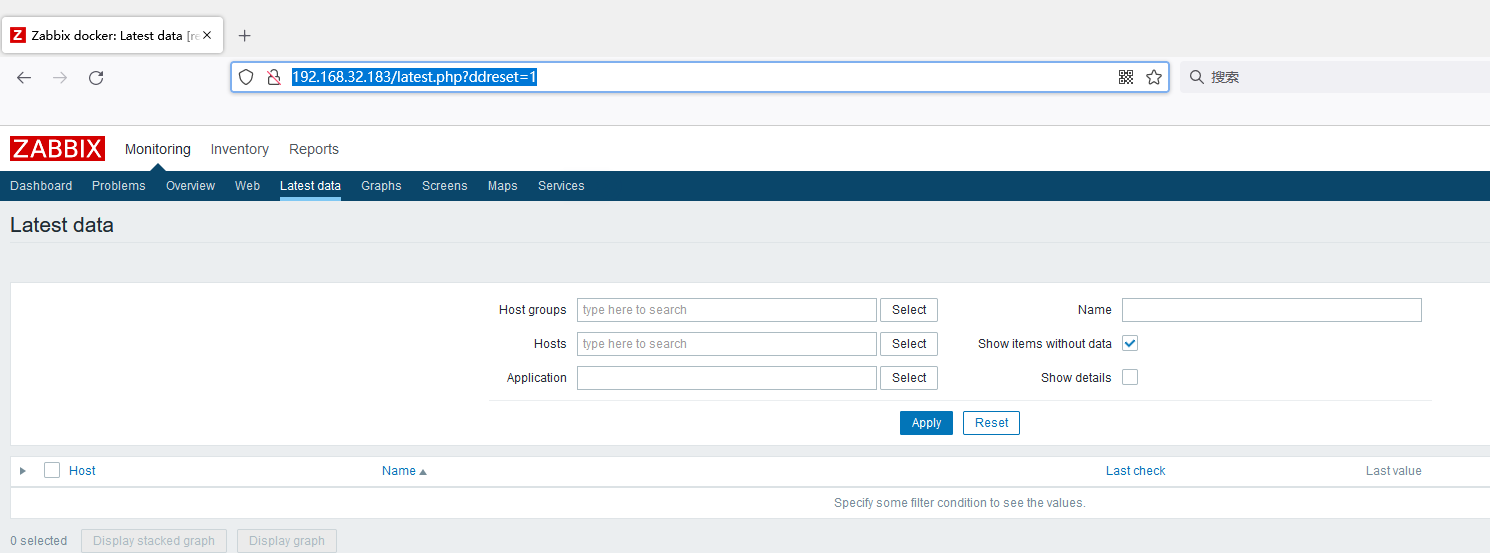 Z Zabbix docker: Latest data [re
192.168.32.183/latest.php?ddreset=1
搜索
ZABBIX Monitoring Inventory Reports
Dashboard Problems Overview Web Latest data Graphs Screens Maps Services
Latest data
Host groups type here to search Select Name
Hosts type here to search Select Show items without data
Application Select Show details
Apply Reset
Host Name Last check Last value
Specify some filter condition to see the values.
0 selected Display stacked graph Display graph